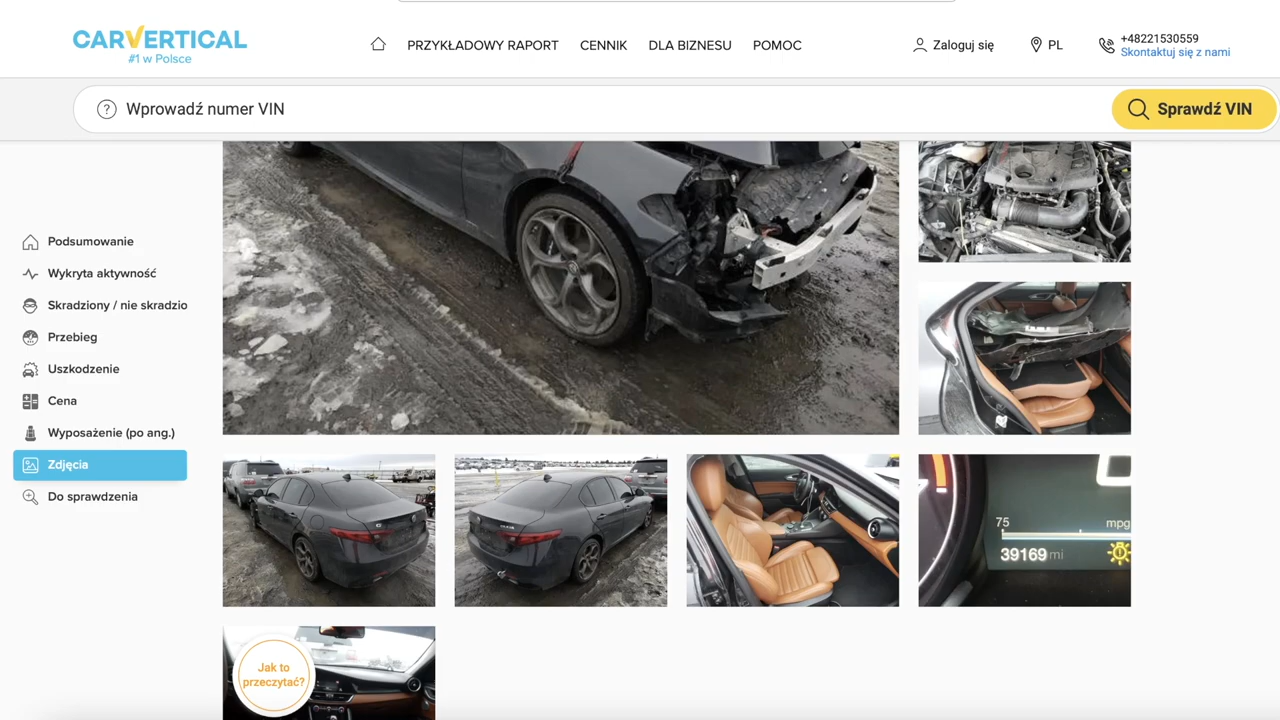 CARVERTICAL
#1 w Polsce
PRZYKŁADOWY RAPORT
CENNIK
DLA BIZNESU
POMOC
Zaloguj się
PL
+48221530559
Skontaktuj się z nami
? Wprowadź numer VIN
Sprawdź VIN
Podsumowanie
Wykryta aktywność
Skradziony / nie skradzio
Przebieg
Uszkodzenie
Cena
Wyposażenie (po ang.)
Zdjęcia
Do sprawdzenia
75 mpg
39169 mi
Jak to
przeczytać?